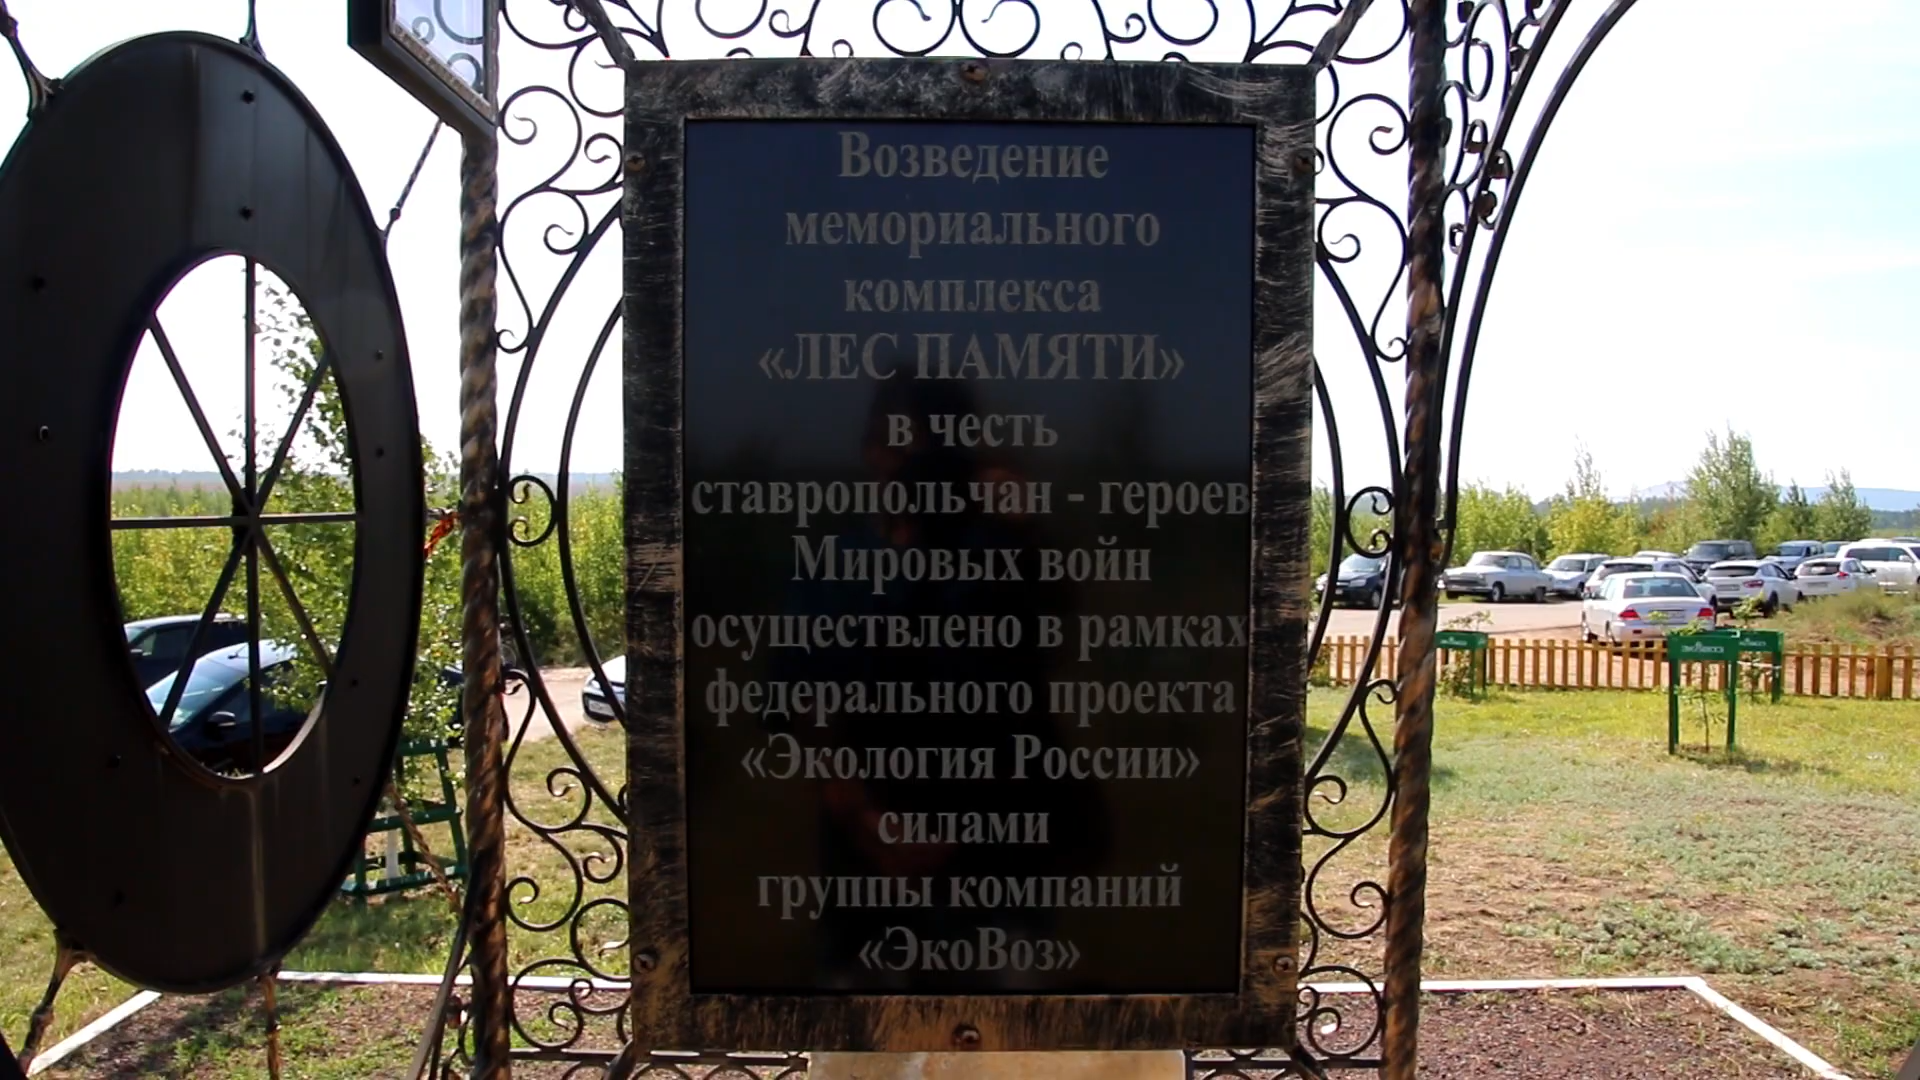 Возведение
мемориального
комплекса
«ЛЕС ПАМЯТИ»
в честь
ставропольчан - героев
Мировых войн
осуществлено в рамках
федерального проекта
«Экология России»
силами
группы компаний
«ЭкоВоз»